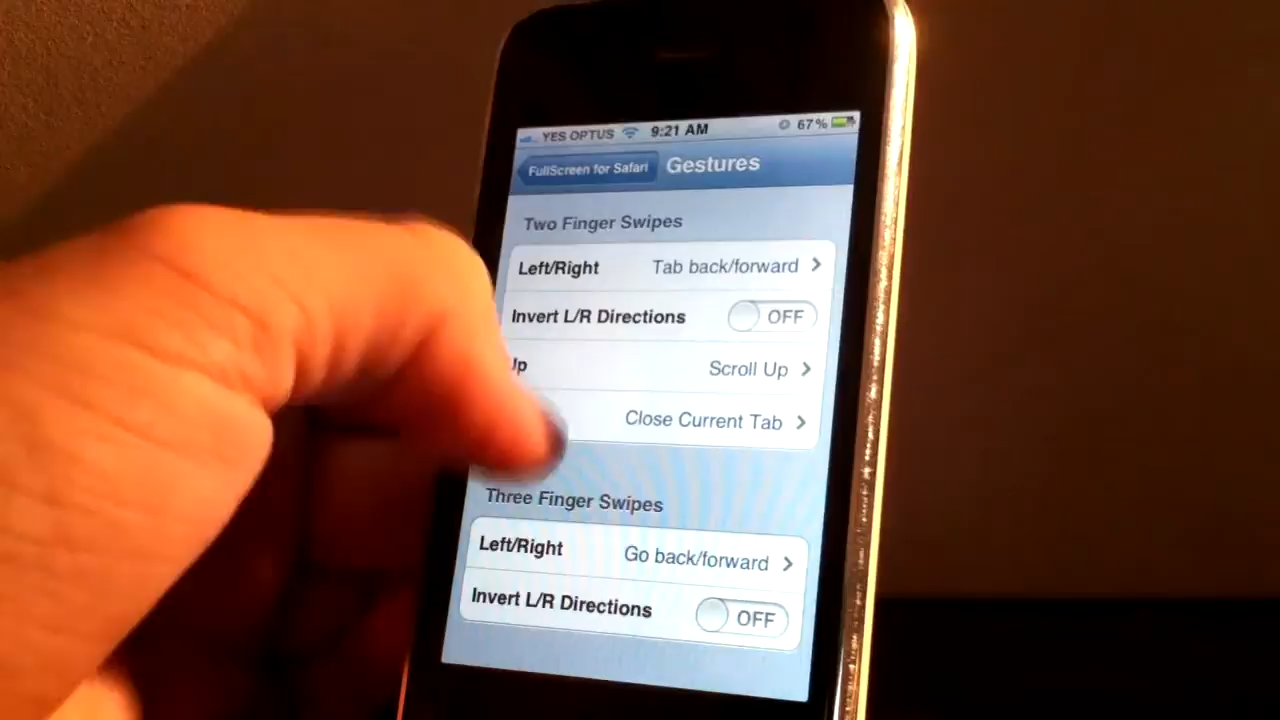 YES OPTUS 9:21 AM 67%
FullScreen for Safari Gestures
Two Finger Swipes
Left/Right Tab back/forward
Invert L/R Directions OFF
Up Scroll Up
Close Current Tab
Three Finger Swipes
Left/Right Go back/forward
Invert L/R Directions OFF